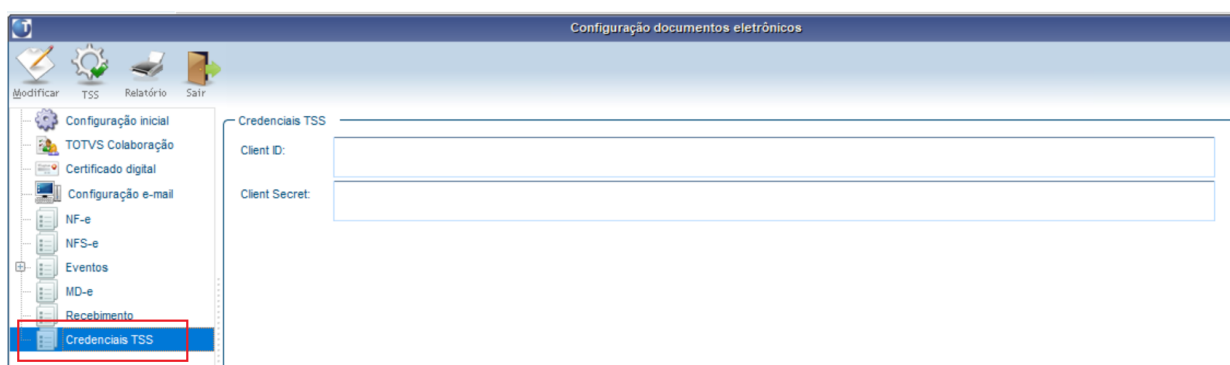 Configuração documentos eletrônicos
Modificar TSS Relatório Sair
Configuração inicial
TOTVS Colaboração
Certificado digital
Configuração e-mail
NF-e
NFS-e
Eventos
MD-e
Recebimento
Credenciais TSS
Credenciais TSS
Client ID:
Client Secret: